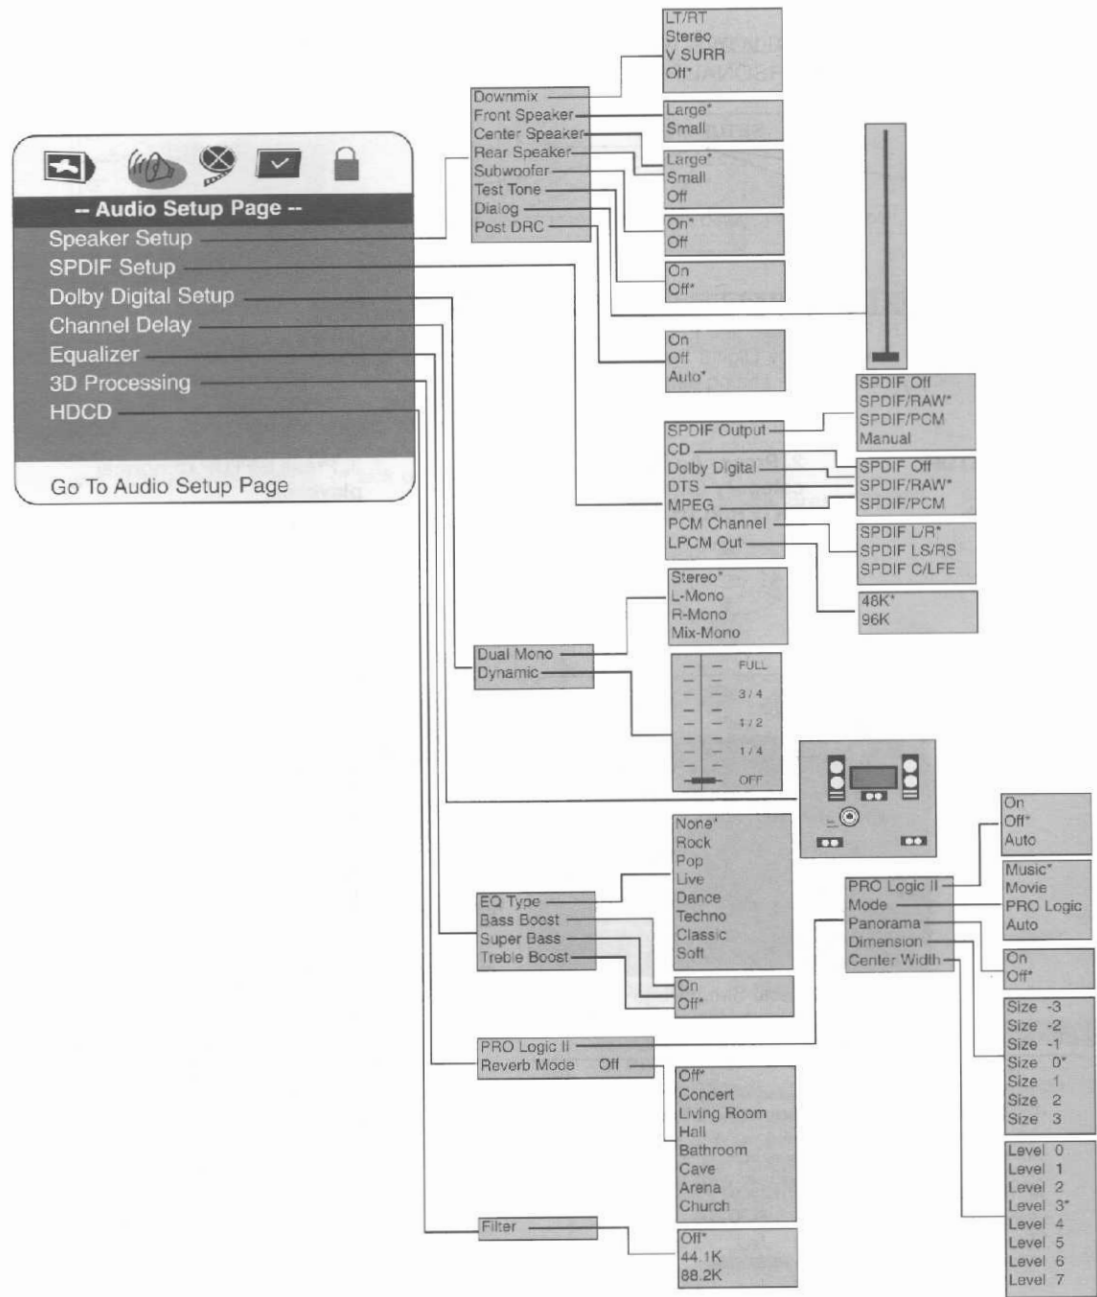 -- Audio Setup Page --
Speaker Setup
SPDIF Setup
Dolby Digital Setup
Channel Delay
Equalizer
3D Processing
HDCD
Go To Audio Setup Page
Downmix
Front Speaker
Center Speaker
Rear Speaker
Subwoofer
Test Tone
Dialog
Post DRC
LT/RT
Stereo
V SURR
Off*
Large*
Small
Large*
Small
Off
On*
Off
On
Off*
On
Off
Auto*
SPDIF Output
CD
Dolby Digital
DTS
MPEG
PCM Channel
LPCM Out
SPDIF Off
SPDIF/RAW*
SPDIF/PCM
Manual
SPDIF Off
SPDIF/RAW*
SPDIF/PCM
SPDIF L/R*
SPDIF LS/RS
SPDIF C/LFE
48K*
96K
Dual Mono
Dynamic
Stereo*
L-Mono
R-Mono
Mix-Mono
FULL
3/4
1/2
1/4
OFF
EQ Type
Bass Boost
Super Bass
Treble Boost
None*
Rock
Pop
Live
Dance
Techno
Classic
Soft
On
Off*
PRO Logic II
Reverb Mode Off
PRO Logic II
Mode
Panorama
Dimension
Center Width
On
Off*
Auto
Music*
Movie
PRO Logic
Auto
On
Off*
Size -3
Size -2
Size -1
Size 0*
Size 1
Size 2
Size 3
Level 0
Level 1
Level 2
Level 3*
Level 4
Level 5
Level 6
Level 7
Off*
Concert
Living Room
Hall
Bathroom
Cave
Arena
Church
Filter
Off*
44.1K
88.2K